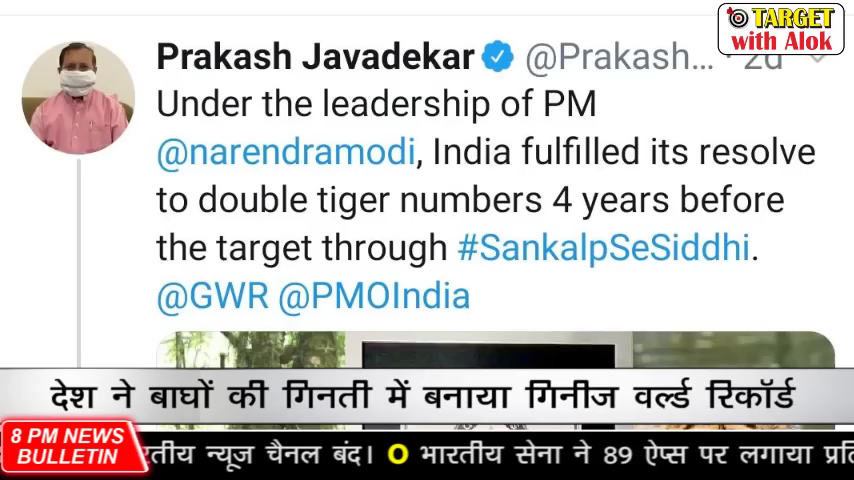 TARGET
with Alok
Prakash Javadekar @Prakash... · 2d
Under the leadership of PM
@narendramodi, India fulfilled its resolve
to double tiger numbers 4 years before
the target through #SankalpSeSiddhi.
@GWR @PMOIndia
देश ने बाघों की गिनती में बनाया गिनीज वर्ल्ड रिकॉर्ड
8 PM NEWS
BULLETIN
न्यूज चैनल बंद। भारतीय सेना ने 89 ऐप्स पर लगाया